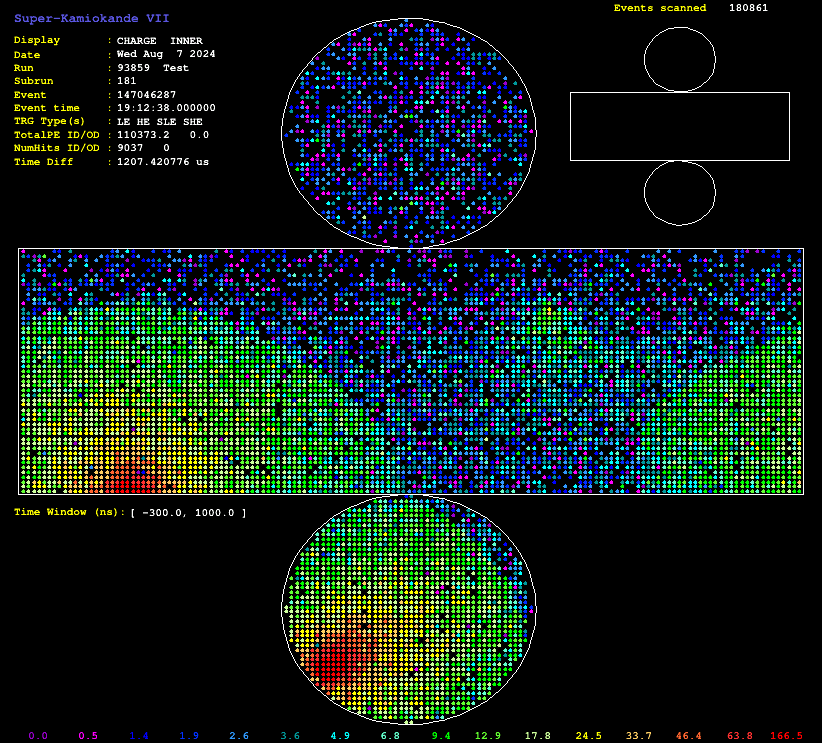 Super-Kamiokande VII
Events scanned 180861
Display : CHARGE INNER
Date : Wed Aug 7 2024
Run : 93859 Test
Subrun : 181
Event : 147046287
Event time : 19:12:38.000000
TRG Type(s) : LE HE SLE SHE
TotalPE ID/OD : 110373.2 0.0
NumHits ID/OD : 9037 0
Time Diff : 1207.420776 us
Time Window (ns): [ -300.0, 1000.0 ]
0.0 0.5 1.4 1.9 2.6 3.6 4.9 6.8 9.4 12.9 17.8 24.5 33.7 46.4 63.8 166.5